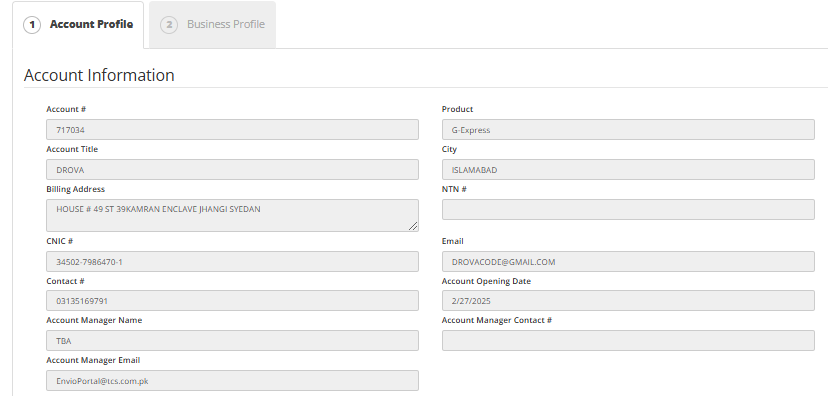 1 Account Profile
2 Business Profile
Account Information
Account #
717034
Product
G-Express
Account Title
DROVA
City
ISLAMABAD
Billing Address
HOUSE # 49 ST 39KAMRAN ENCLAVE JHANGI SYEDAN
NTN #
CNIC #
34502-7986470-1
Email
DROVACODE@GMAIL.COM
Contact #
03135169791
Account Opening Date
2/27/2025
Account Manager Name
TBA
Account Manager Contact #
Account Manager Email
EnvioPortal@tcs.com.pk